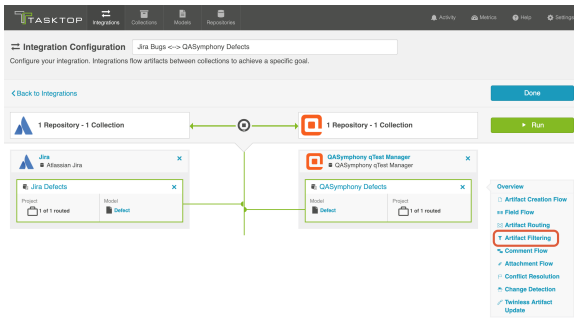 TASKTOP
Integrations
Collections
Models
Repositories
Activity
Metrics
Help
Settings
Integration Configuration
Jira Bugs <--> QASymphony Defects
Configure your integration. Integrations flow artifacts between collections to achieve a specific goal.
Back to Integrations
Done
1 Repository - 1 Collection
1 Repository - 1 Collection
Run
Jira
Atlassian Jira
Jira Defects
Project
1 of 1 routed
Model
Defect
QASymphony qTest Manager
QASymphony qTest Manager
QASymphony Defects
Model
Defect
Project
1 of 1 routed
Overview
Artifact Creation Flow
Field Flow
Artifact Routing
Artifact Filtering
Comment Flow
Attachment Flow
Conflict Resolution
Change Detection
Twinless Artifact
Update